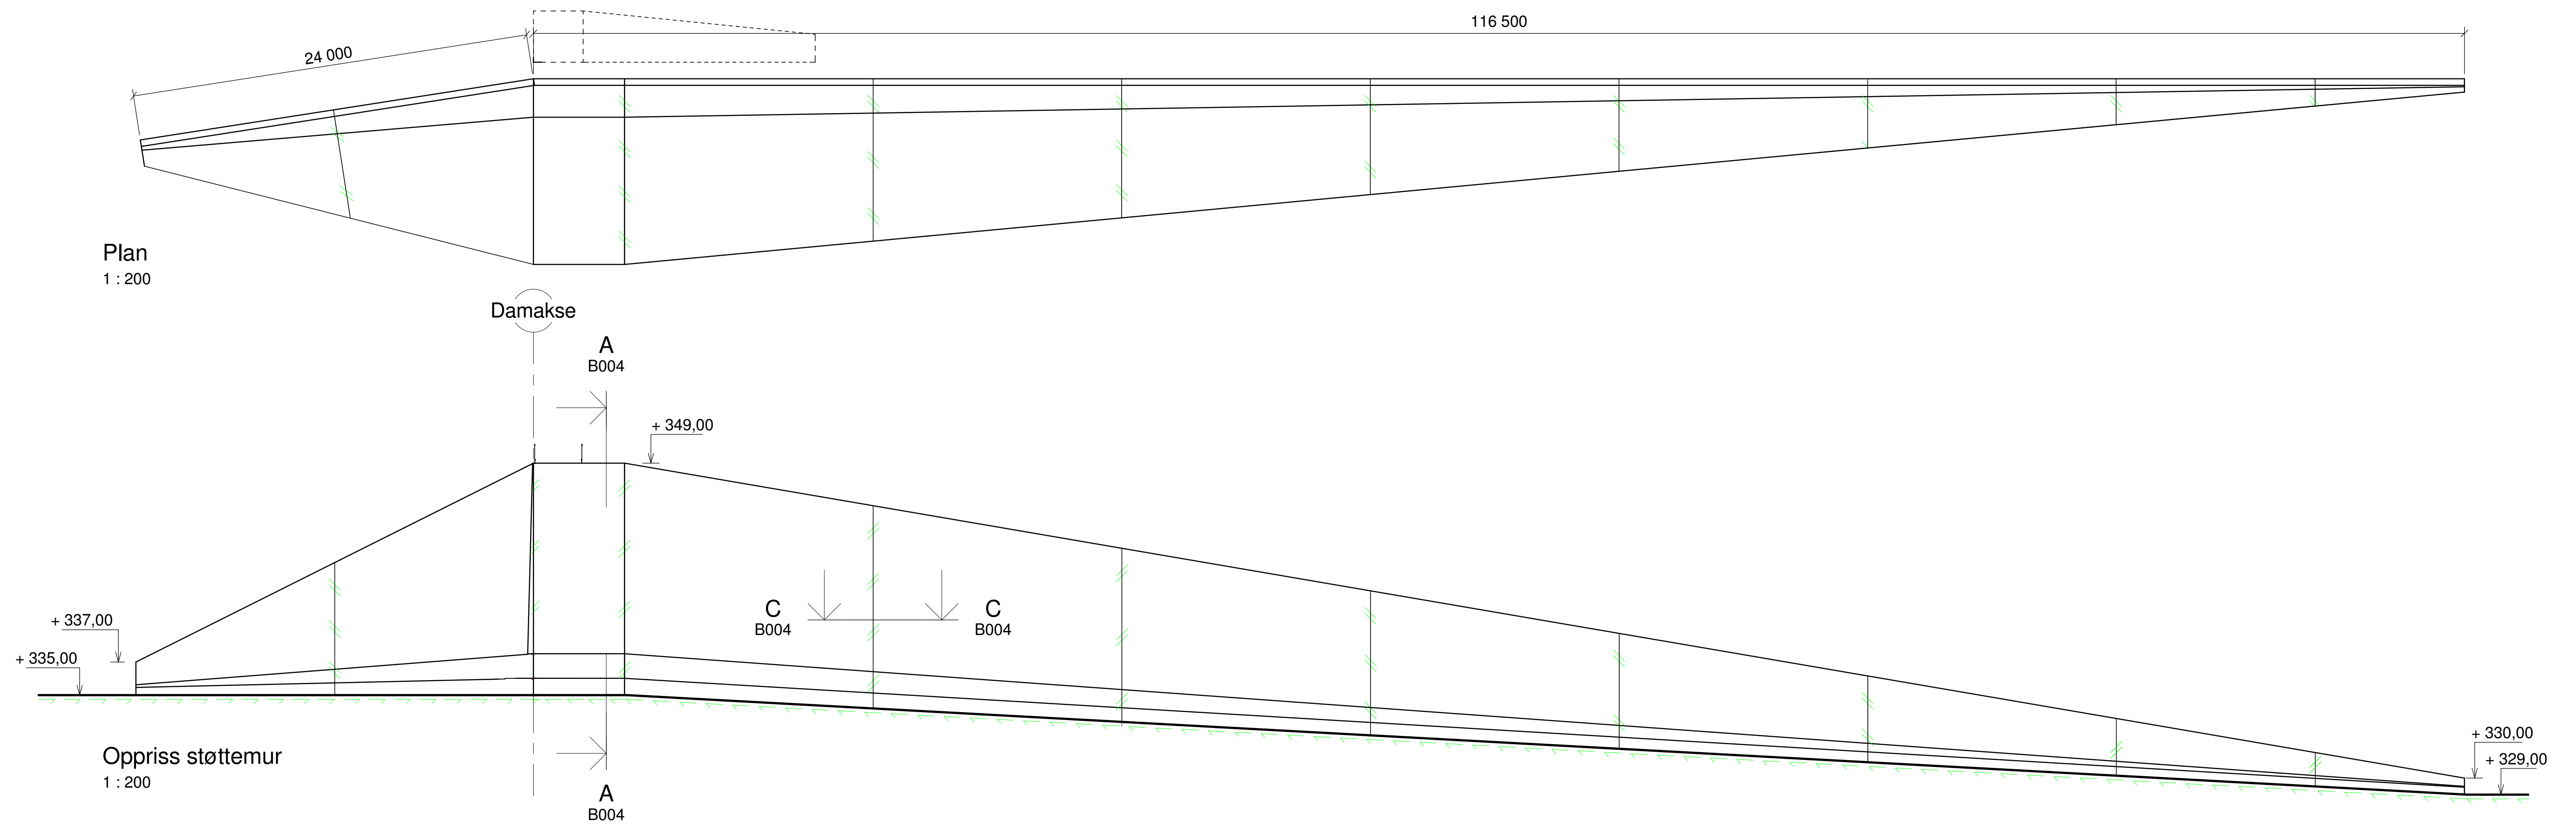 116 500
24 000
Plan
1 : 200
Damakse
A
B004
+ 349,00
C
B004
C
B004
+ 337,00
+ 335,00
Oppriss støttemur
1 : 200
A
B004
+ 330,00
+ 329,00